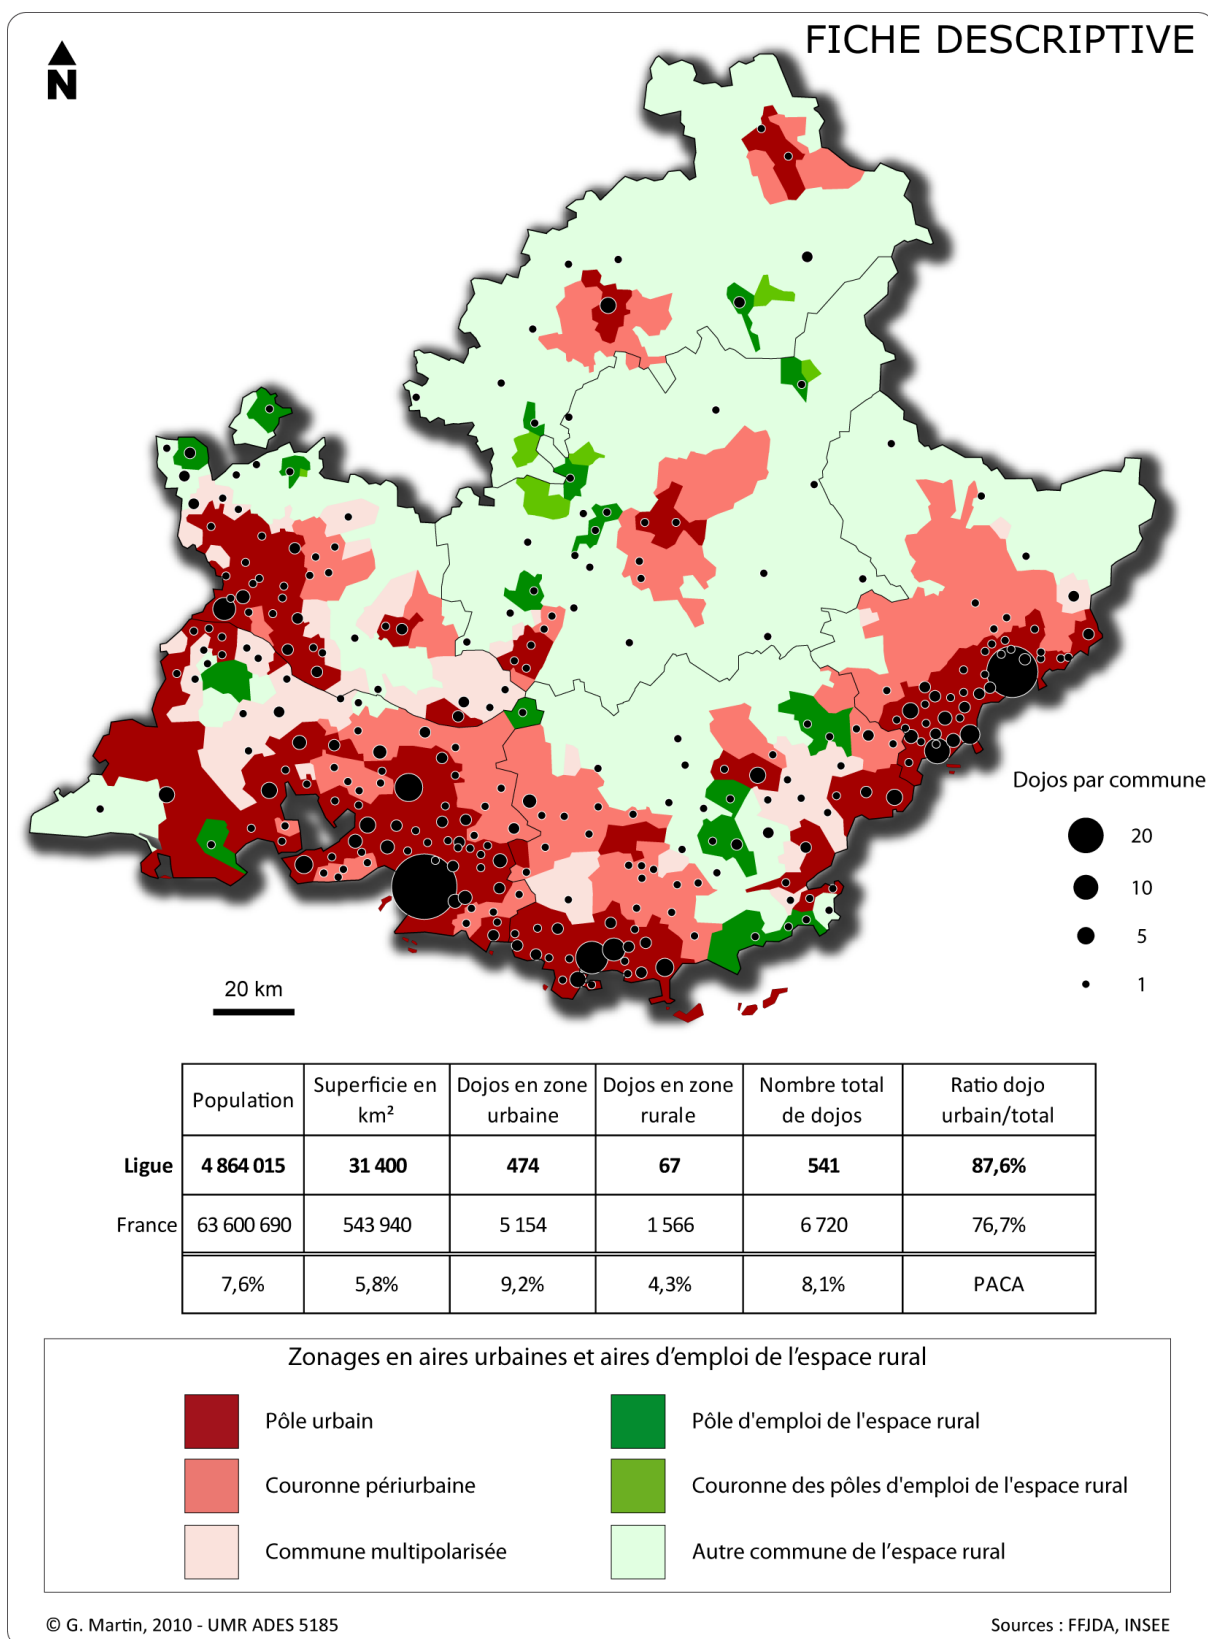 FICHE DESCRIPTIVE
N
Dojos par commune
20
10
5
1
20 km
Population
Superficie en
km²
Dojos en zone
urbaine
Dojos en zone
rurale
Nombre total
de dojos
Ratio dojo
urbain/total
Ligue 4 864 015 31 400 474 67 541 87,6%
France 63 600 690 543 940 5 154 1 566 6 720 76,7%
7,6% 5,8% 9,2% 4,3% 8,1% PACA
Zonages en aires urbaines et aires d'emploi de l'espace rural
Pôle urbain
Couronne périurbaine
Commune multipolarisée
Pôle d'emploi de l'espace rural
Couronne des pôles d'emploi de l'espace rural
Autre commune de l'espace rural
© G. Martin, 2010 - UMR ADES 5185
Sources : FFJDA, INSEE